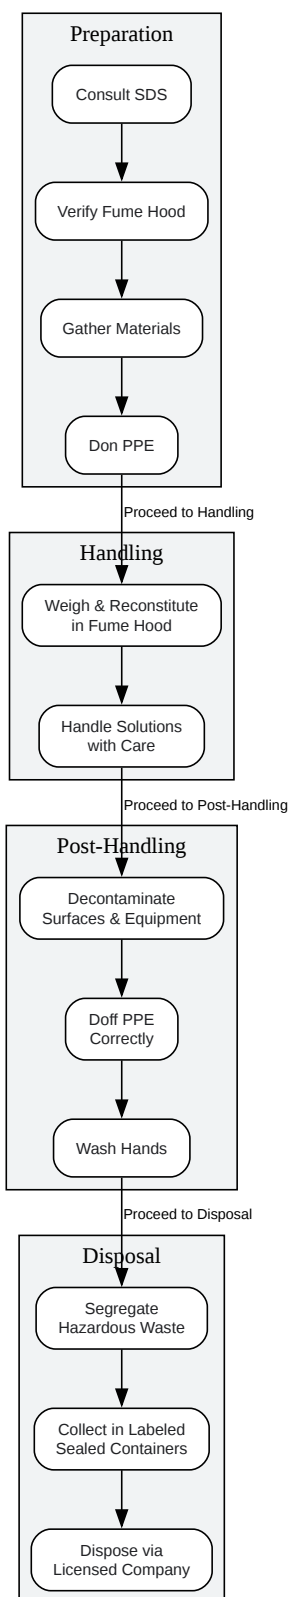 Preparation
Consult SDS
Verify Fume Hood
Gather Materials
Don PPE
Proceed to Handling
Handling
Weigh & Reconstitute
in Fume Hood
Handle Solutions
with Care
Proceed to Post-Handling
Post-Handling
Decontaminate
Surfaces & Equipment
Doff PPE
Correctly
Wash Hands
Proceed to Disposal
Disposal
Segregate
Hazardous Waste
Collect in Labeled
Sealed Containers
Dispose via
Licensed Company